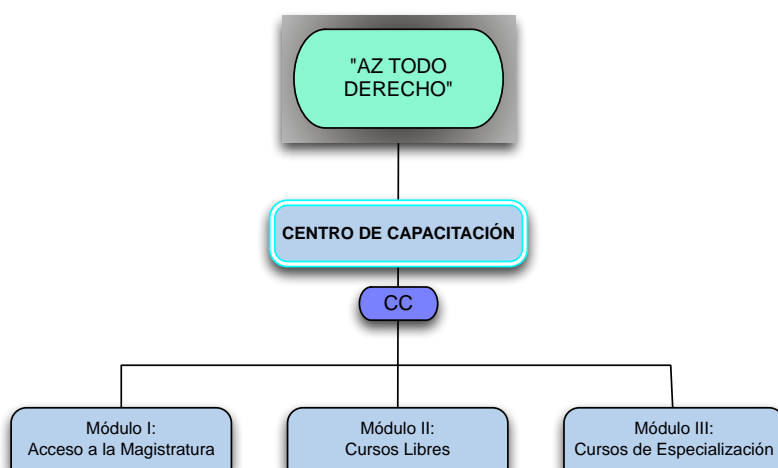 "AZ TODO
DERECHO"
CENTRO DE CAPACITACIÓN
CC
Módulo I:
Acceso a la Magistratura
Módulo II:
Cursos Libres
Módulo III:
Cursos de Especialización